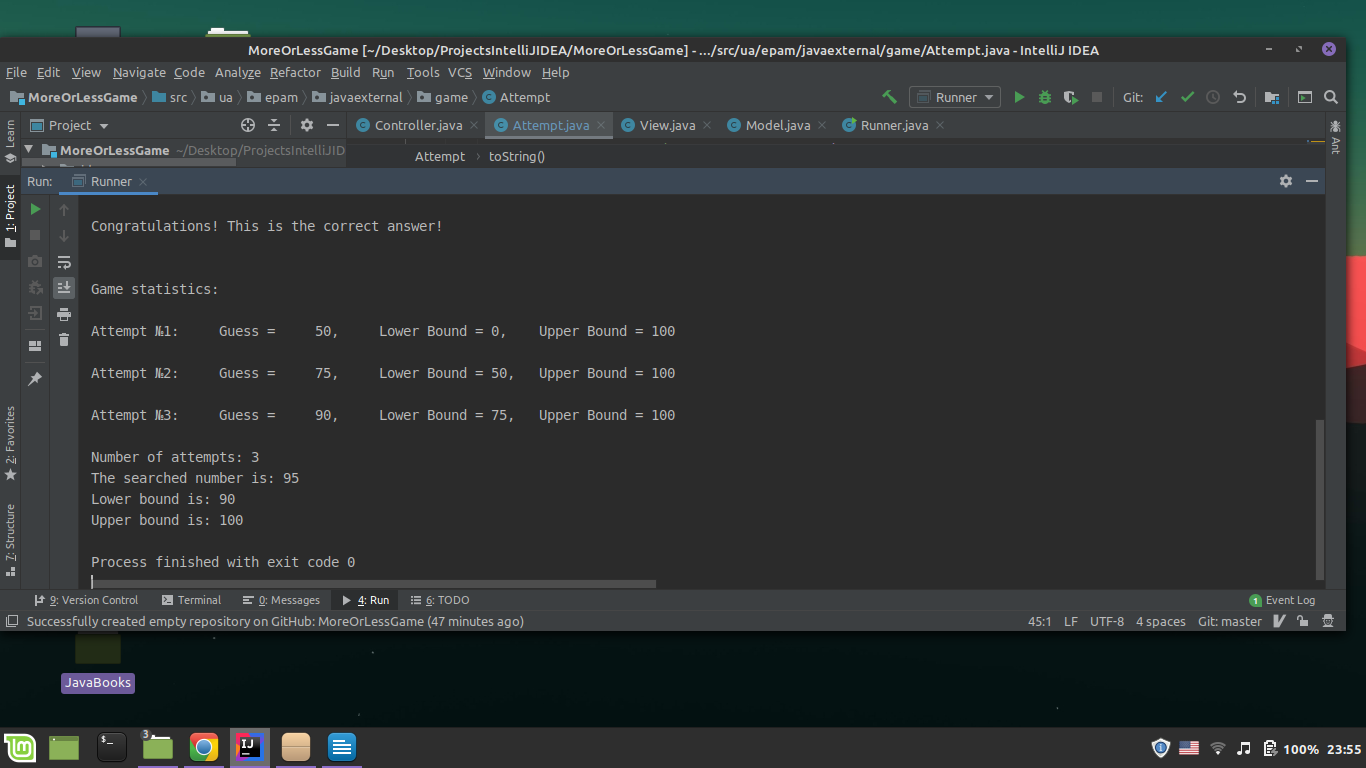 MoreOrLessGame [~/Desktop/ProjectsIntelliJIDEA/MoreOrLessGame] - .../src/ua/epam/javaexternal/game/Attempt.java - IntelliJ IDEA
File Edit View Navigate Code Analyze Refactor Build Run Tools VCS Window Help
MoreOrLessGame src ua epam javaexternal game Attempt Runner Git:
Learn
Project Controller.java Attempt.java View.java Model.java Runner.java
Ant
MoreOrLessGame ~/Desktop/ProjectsIntelliJID
Attempt toString()
Run: Runner
1: Project
Congratulations! This is the correct answer!
Game statistics:
Attempt №1: Guess = 50, Lower Bound = 0, Upper Bound = 100
Attempt №2: Guess = 75, Lower Bound = 50, Upper Bound = 100
Attempt №3: Guess = 90, Lower Bound = 75, Upper Bound = 100
2: Favorites
Number of attempts: 3
The searched number is: 95
Lower bound is: 90
Upper bound is: 100
7: Structure
Process finished with exit code 0
9: Version Control Terminal 0: Messages 4: Run 6: TODO 1 Event Log
Successfully created empty repository on GitHub: MoreOrLessGame (47 minutes ago) 45:1 LF UTF-8 4 spaces Git: master
JavaBooks
3
$_
IJ
100% 23:55